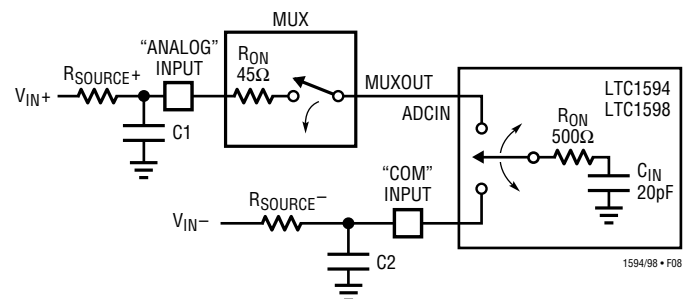 MUX
"ANALOG"
INPUT
RON
45Ω
RSOURCE+
VIN+
C1
MUXOUT
ADCIN
LTC1594
LTC1598
RON
500Ω
CIN
20pF
"COM"
INPUT
RSOURCE–
VIN–
C2
1594/98 • F08